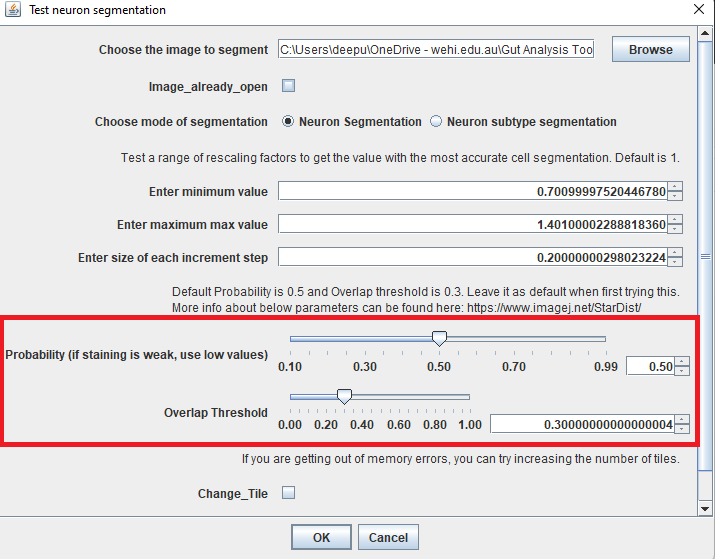 Test neuron segmentation
Choose the image to segment C:\Users\deepu\OneDrive - wehi.edu.au\Gut Analysis Too Browse
Image_already_open
Choose mode of segmentation Neuron Segmentation Neuron subtype segmentation
Test a range of rescaling factors to get the value with the most accurate cell segmentation. Default is 1.
Enter minimum value 0.70099997520446780
Enter maximum max value 1.40100002288818360
Enter size of each increment step 0.20000000298023224
Default Probability is 0.5 and Overlap threshold is 0.3. Leave it as default when first trying this.
More info about below parameters can be found here: https://www.imagej.net/StarDist/
Probability (if staining is weak, use low values) 0.50
0.10 0.30 0.50 0.70 0.99
Overlap Threshold 0.30000000000000004
0.00 0.20 0.40 0.60 0.80 1.00
If you are getting out of memory errors, you can try increasing the number of tiles.
Change_Tile
OK Cancel